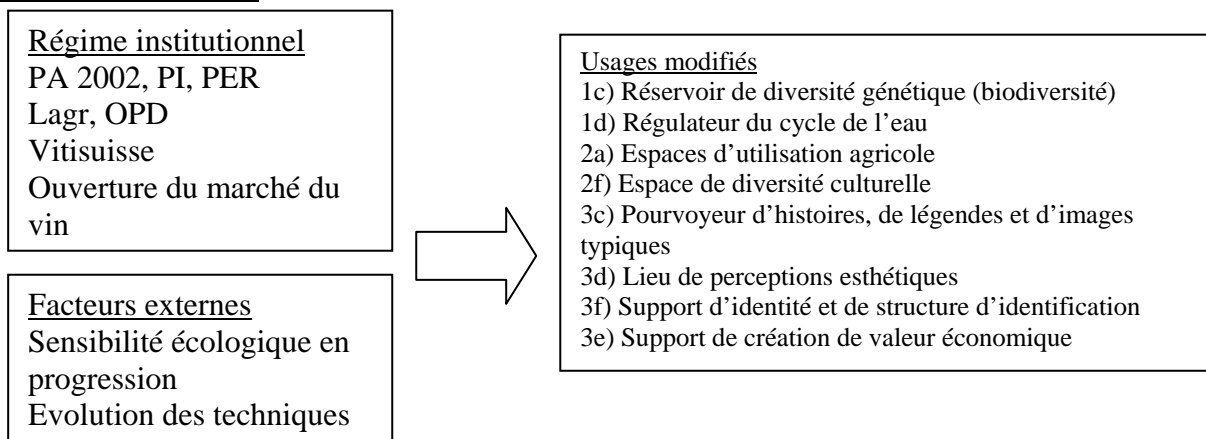 Régime institutionnel
PA 2002, PI, PER
Lagr, OPD
Vitisuisse
Ouverture du marché du
vin
Facteurs externes
Sensibilité écologique en
progression
Evolution des techniques
Usages modifiés
1c) Réservoir de diversité génétique (biodiversité)
1d) Régulateur du cycle de l’eau
2a) Espaces d’utilisation agricole
2f) Espace de diversité culturelle
3c) Pourvoyeur d’histoires, de légendes et d’images
typiques
3d) Lieu de perceptions esthétiques
3f) Support d’identité et de structure d’identification
3e) Support de création de valeur économique